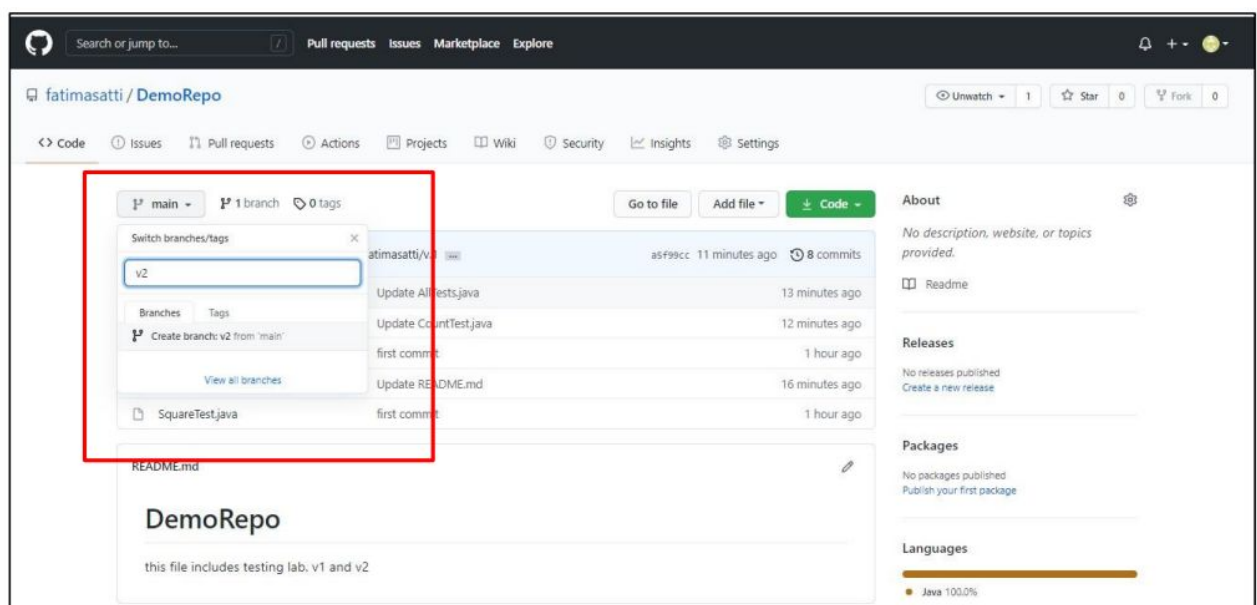 Search or jump to... / Pull requests Issues Marketplace Explore
fatimasatti / DemoRepo Unwatch 1 Star 0 Fork 0
Code Issues Pull requests Actions Projects Wiki Security Insights Settings
main 1 branch 0 tags Go to file Add file Code
Switch branches/tags
v2
Branches Tags
Create branch: v2 from 'main'
View all branches
atimasatti/v 11 minutes ago 8 commits
Update AllTests.java 13 minutes ago
Update CountTest.java 12 minutes ago
first commit 1 hour ago
Update README.md 16 minutes ago
SquareTest.java first commit 1 hour ago
README.md
DemoRepo
this file includes testing lab. v1 and v2
About
No description, website, or topics
provided.
Readme
Releases
No releases published
Create a new release
Packages
No packages published
Publish your first package
Languages
Java 100.0%